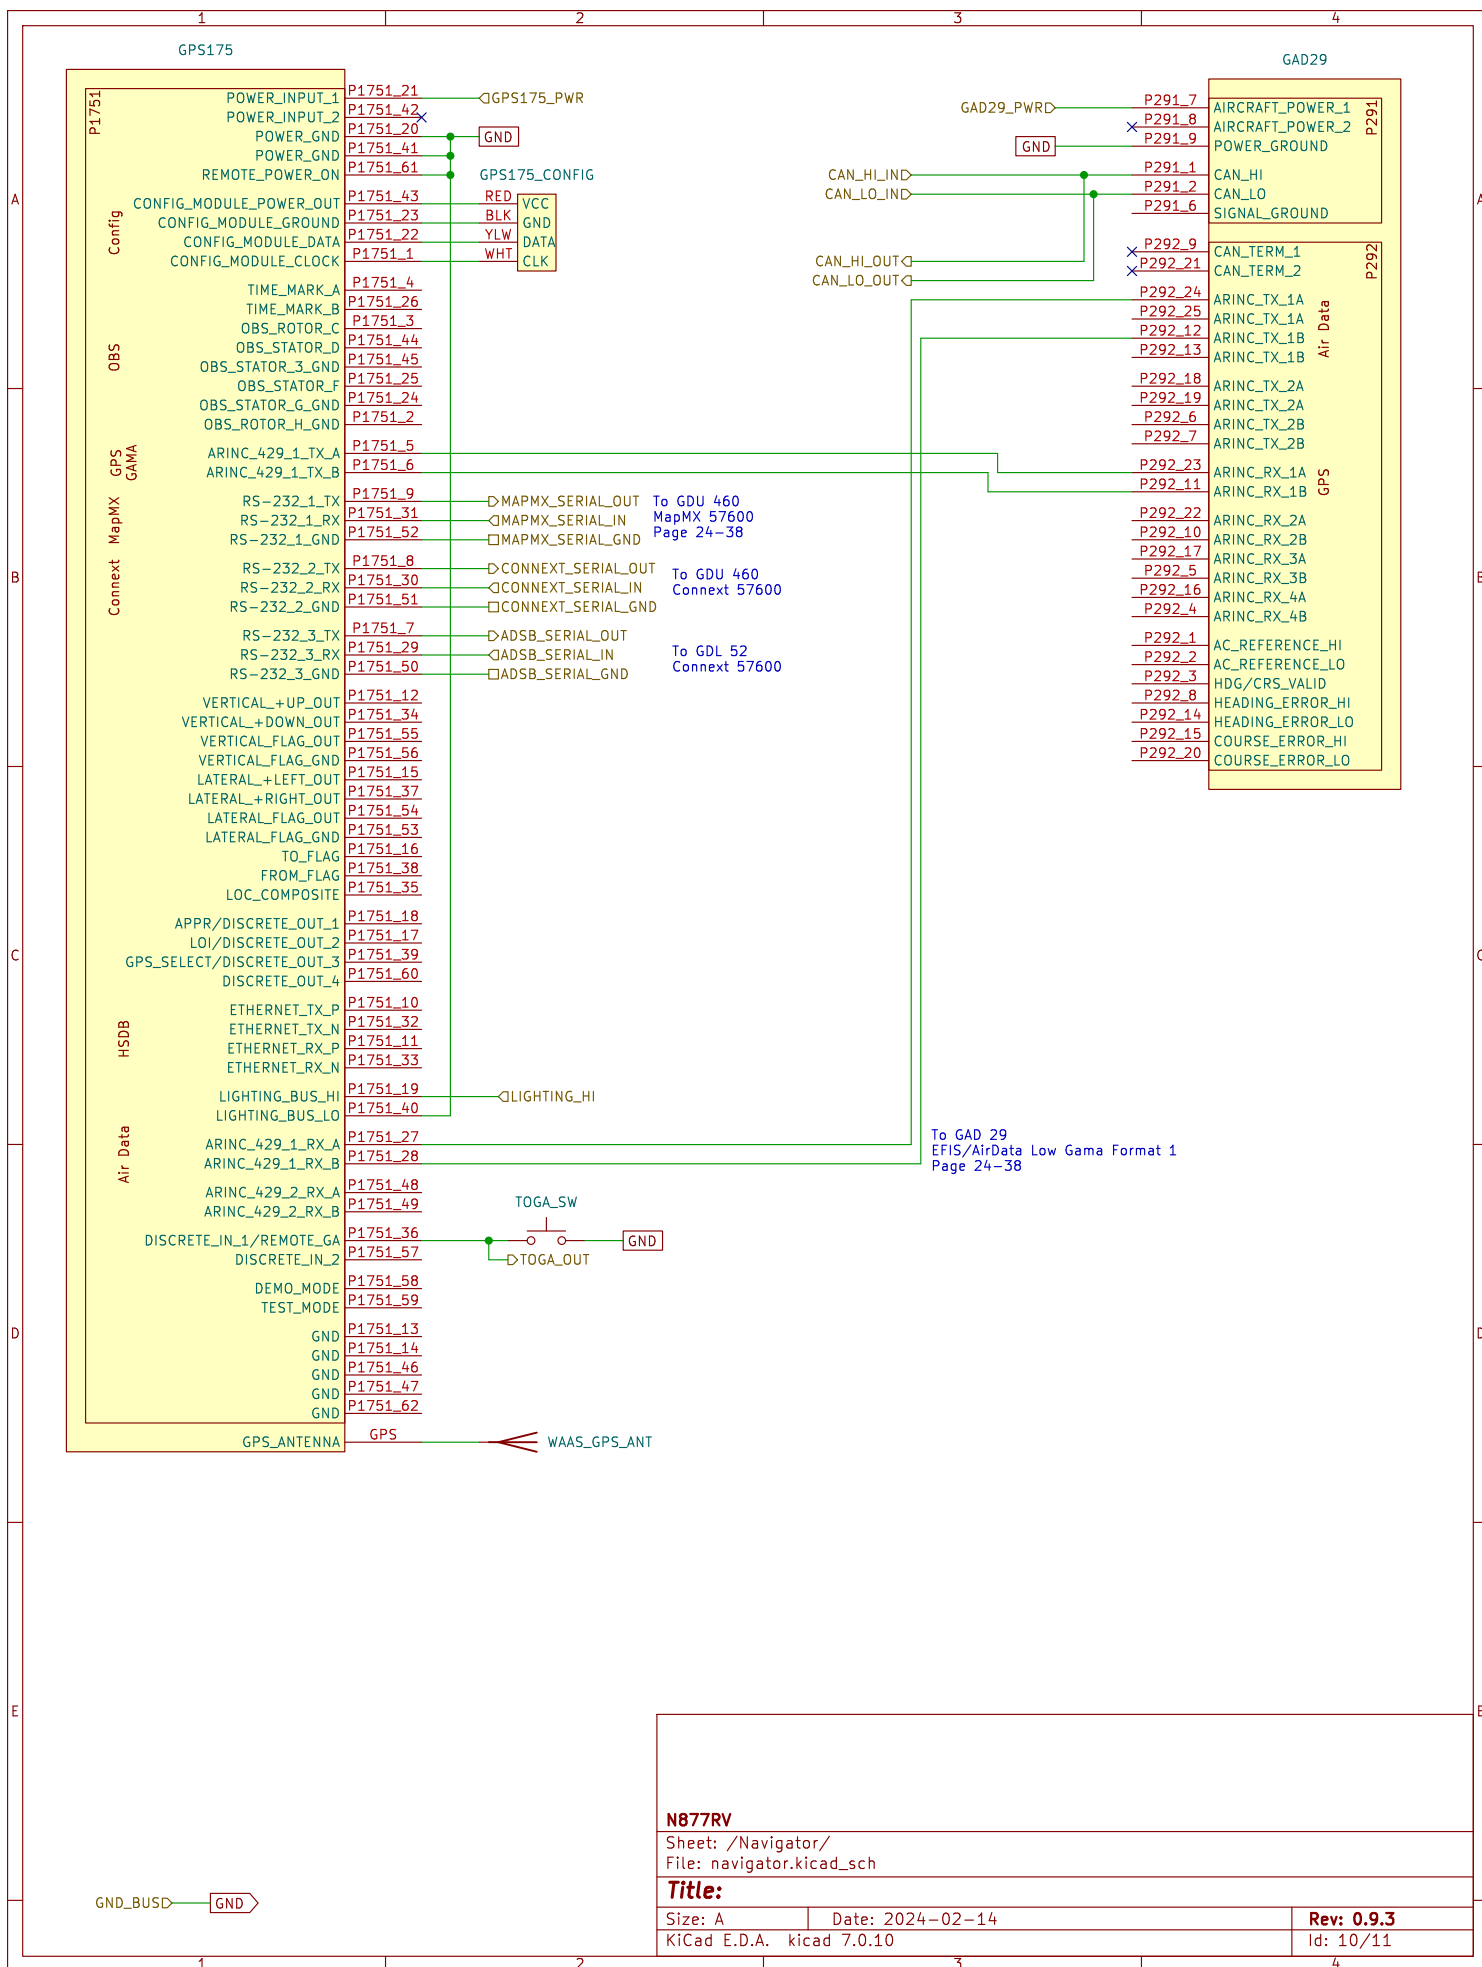 1
2
3
4
GPS175
P1751
POWER_INPUT_1
P1751_21
GPS175_PWR
POWER_INPUT_2
P1751_42
POWER_GND
P1751_20
GND
POWER_GND
P1751_41
REMOTE_POWER_ON
P1751_61
Config
CONFIG_MODULE_POWER_OUT
P1751_43
CONFIG_MODULE_GROUND
P1751_23
CONFIG_MODULE_DATA
P1751_22
CONFIG_MODULE_CLOCK
P1751_1
GPS175_CONFIG
RED
VCC
BLK
GND
YLW
DATA
WHT
CLK
TIME_MARK_A
P1751_4
TIME_MARK_B
P1751_26
OBS
OBS_ROTOR_C
P1751_3
OBS_STATOR_D
P1751_44
OBS_STATOR_3_GND
P1751_45
OBS_STATOR_F
P1751_25
OBS_STATOR_G_GND
P1751_24
OBS_ROTOR_H_GND
P1751_2
GPS
GAMA
ARINC_429_1_TX_A
P1751_5
ARINC_429_1_TX_B
P1751_6
MapMX
RS-232_1_TX
P1751_9
MAPMX_SERIAL_OUT
RS-232_1_RX
P1751_31
MAPMX_SERIAL_IN
RS-232_1_GND
P1751_52
MAPMX_SERIAL_GND
To GDU 460
MapMX 57600
Page 24-38
Connext
RS-232_2_TX
P1751_8
CONNEXT_SERIAL_OUT
RS-232_2_RX
P1751_30
CONNEXT_SERIAL_IN
RS-232_2_GND
P1751_51
CONNEXT_SERIAL_GND
To GDU 460
Connext 57600
RS-232_3_TX
P1751_7
ADSB_SERIAL_OUT
RS-232_3_RX
P1751_29
ADSB_SERIAL_IN
RS-232_3_GND
P1751_50
ADSB_SERIAL_GND
To GDL 52
Connext 57600
VERTICAL_+UP_OUT
P1751_12
VERTICAL_+DOWN_OUT
P1751_34
VERTICAL_FLAG_OUT
P1751_55
VERTICAL_FLAG_GND
P1751_56
LATERAL_+LEFT_OUT
P1751_15
LATERAL_+RIGHT_OUT
P1751_37
LATERAL_FLAG_OUT
P1751_54
LATERAL_FLAG_GND
P1751_53
TO_FLAG
P1751_16
FROM_FLAG
P1751_38
LOC_COMPOSITE
P1751_35
APPR/DISCRETE_OUT_1
P1751_18
LOI/DISCRETE_OUT_2
P1751_17
GPS_SELECT/DISCRETE_OUT_3
P1751_39
DISCRETE_OUT_4
P1751_60
HSDB
ETHERNET_TX_P
P1751_10
ETHERNET_TX_N
P1751_32
ETHERNET_RX_P
P1751_11
ETHERNET_RX_N
P1751_33
LIGHTING_BUS_HI
P1751_19
LIGHTING_HI
LIGHTING_BUS_LO
P1751_40
Air Data
ARINC_429_1_RX_A
P1751_27
ARINC_429_1_RX_B
P1751_28
To GAD 29
EFIS/AirData Low Gama Format 1
Page 24-38
ARINC_429_2_RX_A
P1751_48
ARINC_429_2_RX_B
P1751_49
TOGA_SW
DISCRETE_IN_1/REMOTE_GA
P1751_36
GND
DISCRETE_IN_2
P1751_57
TOGA_OUT
DEMO_MODE
P1751_58
TEST_MODE
P1751_59
GND
P1751_13
GND
P1751_14
GND
P1751_46
GND
P1751_47
GND
P1751_62
GPS_ANTENNA
GPS
WAAS_GPS_ANT
GAD29
P291
GAD29_PWR
P291_7
AIRCRAFT_POWER_1
P291_8
AIRCRAFT_POWER_2
GND
P291_9
POWER_GROUND
CAN_HI_IN
P291_1
CAN_HI
CAN_LO_IN
P291_2
CAN_LO
P291_6
SIGNAL_GROUND
P292
P292_9
CAN_TERM_1
CAN_HI_OUT
P292_21
CAN_TERM_2
CAN_LO_OUT
P292_24
ARINC_TX_1A
P292_25
ARINC_TX_1A
P292_12
ARINC_TX_1B
P292_13
ARINC_TX_1B
Air Data
P292_18
ARINC_TX_2A
P292_19
ARINC_TX_2A
P292_6
ARINC_TX_2B
P292_7
ARINC_TX_2B
P292_23
ARINC_RX_1A
P292_11
ARINC_RX_1B
GPS
P292_22
ARINC_RX_2A
P292_10
ARINC_RX_2B
P292_17
ARINC_RX_3A
P292_5
ARINC_RX_3B
P292_16
ARINC_RX_4A
P292_4
ARINC_RX_4B
P292_1
AC_REFERENCE_HI
P292_2
AC_REFERENCE_LO
P292_3
HDG/CRS_VALID
P292_8
HEADING_ERROR_HI
P292_14
HEADING_ERROR_LO
P292_15
COURSE_ERROR_HI
P292_20
COURSE_ERROR_LO
A
B
C
D
E
A
B
C
D
E
GND_BUS
GND
N877RV
Sheet: /Navigator/
File: navigator.kicad_sch
Title:
Size: A
Date: 2024-02-14
Rev: 0.9.3
KiCad E.D.A. kicad 7.0.10
Id: 10/11
1
2
3
4